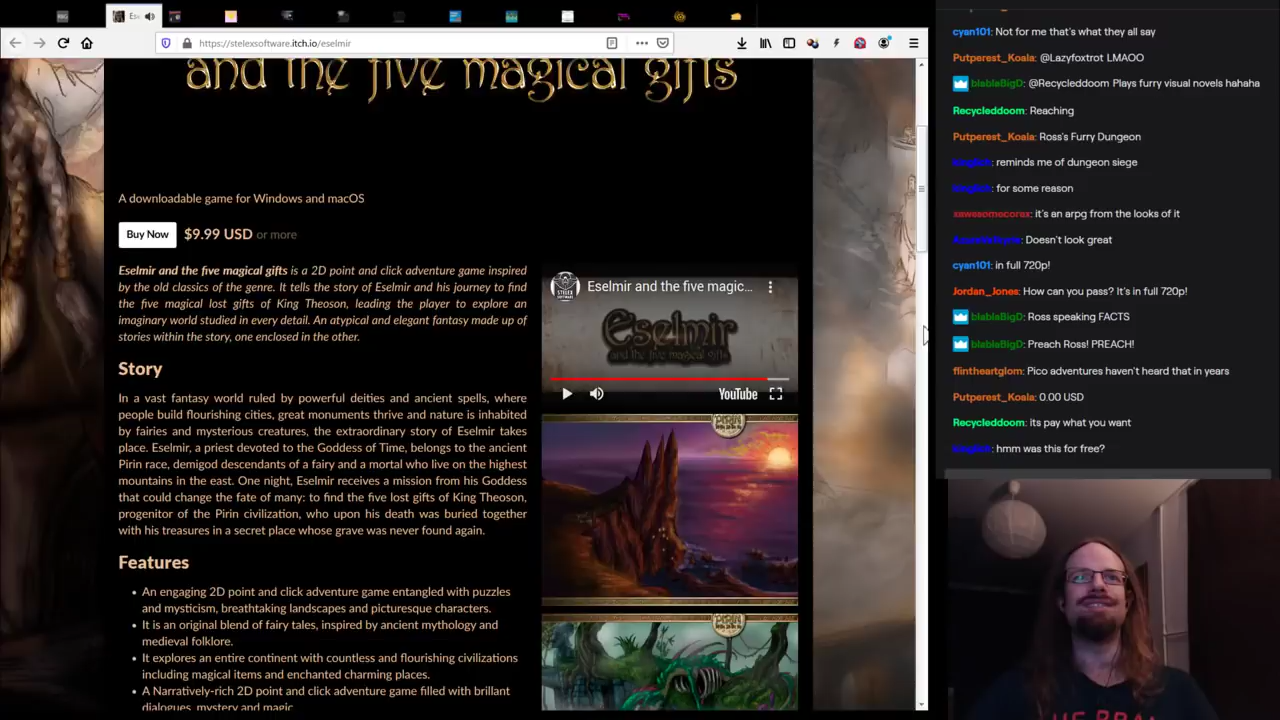 Es
https://stelexsoftware.itch.io/eselmir
and the five magical gifts
A downloadable game for Windows and macOS
Buy Now $9.99 USD or more
Eselmir and the five magical gifts is a 2D point and click adventure game inspired
by the old classics of the genre. It tells the story of Eselmir and his journey to find
the five magical lost gifts of King Theoson, leading the player to explore an
imaginary world studied in every detail. An atypical and elegant fantasy made up of
stories within the story, one enclosed in the other.
Story
In a vast fantasy world ruled by powerful deities and ancient spells, where
people build flourishing cities, great monuments thrive and nature is inhabited
by fairies and mysterious creatures, the extraordinary story of Eselmir takes
place. Eselmir, a priest devoted to the Goddess of Time, belongs to the ancient
Pirin race, demigod descendants of a fairy and a mortal who live on the highest
mountains in the east. One night, Eselmir receives a mission from his Goddess
that could change the fate of many: to find the five lost gifts of King Theoson,
progenitor of the Pirin civilization, who upon his death was buried together
with his treasures in a secret place whose grave was never found again.
Features
An engaging 2D point and click adventure game entangled with puzzles
and mysticism, breathtaking landscapes and picturesque characters.
It is an original blend of fairy tales, inspired by ancient mythology and
medieval folklore.
It explores an entire continent with countless and flourishing civilizations
including magical items and enchanted charming places.
A Narratively-rich 2D point and click adventure game filled with brillant
dialogues, mystery and magic
STELEX
SOFTWARE
Eselmir and the five magic...
Eselmir
and the five magical gifts
YouTube
PIRIN
cyan101: Not for me that's what they all say
Putperest_Koala: @Lazyfoxtrot LMAOO
blablaBigD: @Recycleddoom Plays furry visual novels hahaha
Recycleddoom: Reaching
Putperest_Koala: Ross's Furry Dungeon
reminds me of dungeon siege
for some reason
xawesomecorex: it's an arpg from the looks of it
Doesn't look great
cyan101: in full 720p!
Jordan_Jones: How can you pass? It's in full 720p!
blablaBigD: Ross speaking FACTS
blablaBigD: Preach Ross! PREACH!
flintheartglom: Pico adventures haven't heard that in years
Putperest_Koala: 0.00 USD
Recycleddoom: its pay what you want
hmm was this for free?